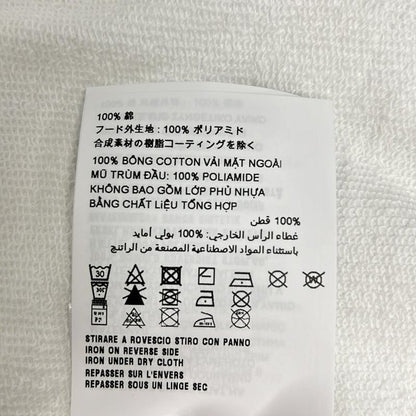 100% 綿
フード外生地 : 100% ポリアミド
合成素材の樹脂コーティングを除く
100% BÔNG COTTON VẢI MẶT NGOÀI
MŨ TRÙM ĐẦU: 100% POLIAMIDE
KHÔNG BAO GỒM LỚP PHỦ NHỰA
BẰNG CHẤT LIỆU TỔNG HỢP
100% قطن
غطاء الرأس الخارجي: 100% بولي أمايد
باستثناء المواد الاصطناعية المصنعة من الراتنج
30
STIRARE A ROVESCIO STIRO CON PANNO
IRON ON REVERSE SIDE
IRON UNDER DRY CLOTH
REPASSER SUR L'ENVERS
REPASSER SOUS UN LINGE SEC